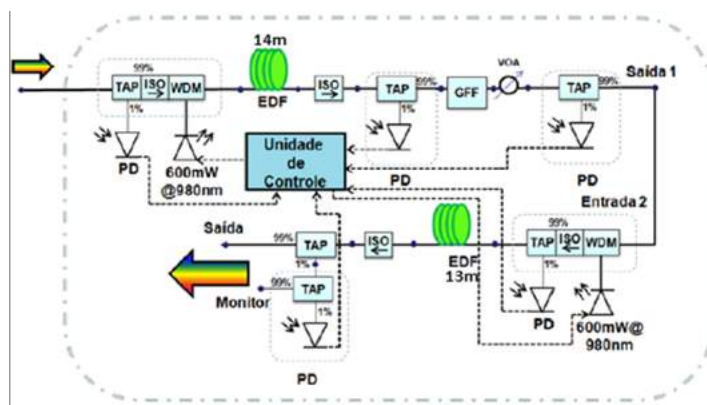 14m
EDF
99%
TAP
ISO
WDM
1%
PD
600mW
@980nm
ISO
TAP
99%
1%
PD
GFF
VOA
TAP
99%
1%
PD
Saída 1
Unidade
de
Controle
Entrada 2
99%
TAP
ISO
WDM
1%
PD
600mW@
980nm
EDF
13m
ISO
Saída
99%
TAP
1%
Monitor
99%
TAP
1%
PD